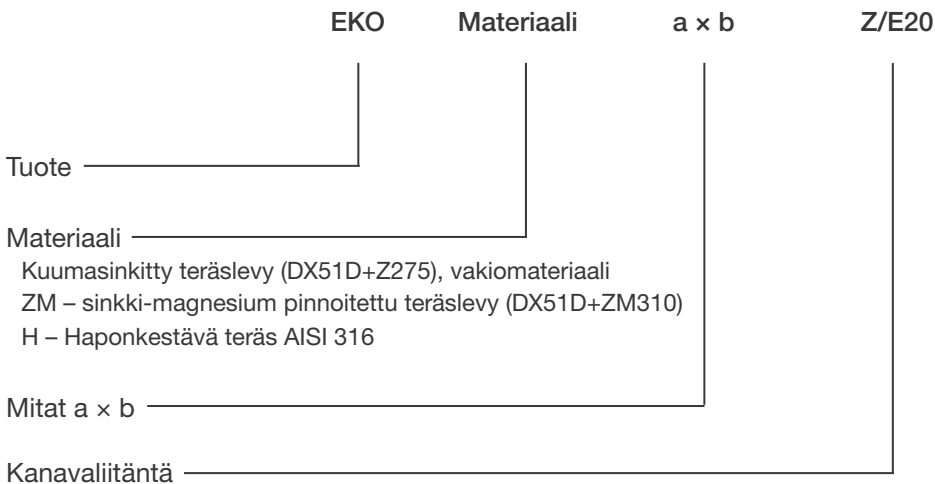 EKO Materiaali a × b Z/E20
Tuote
Materiaali
Kuumasinkitty teräslevy (DX51D+Z275), vakiomateriaali
ZM – sinkki-magnesium pinnoitettu teräslevy (DX51D+ZM310)
H – Haponkestävä teräs AISI 316
Mitat a × b
Kanavaliitäntä